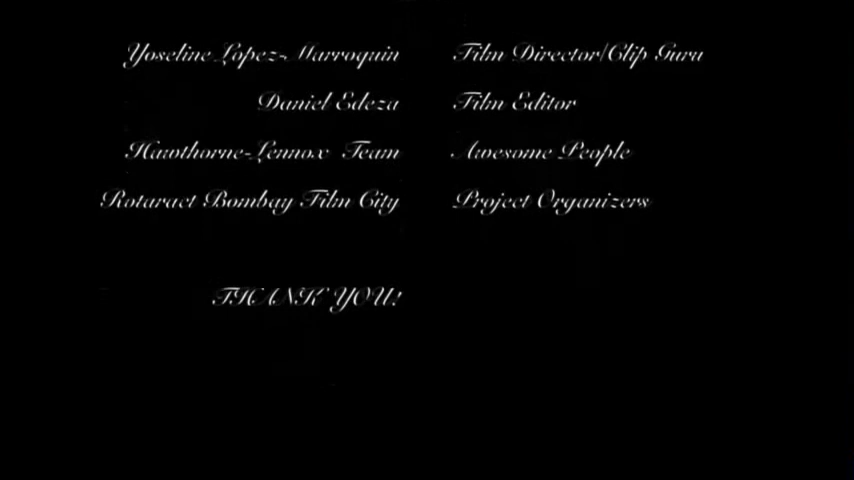 Yoseline Lopez-Marroquin Film Director/Clip Guru
Daniel Edeza Film Editor
Hawthorne-Lennox Team Awesome People
Rotaract Bombay Film City Project Organizers
THANK YOU!